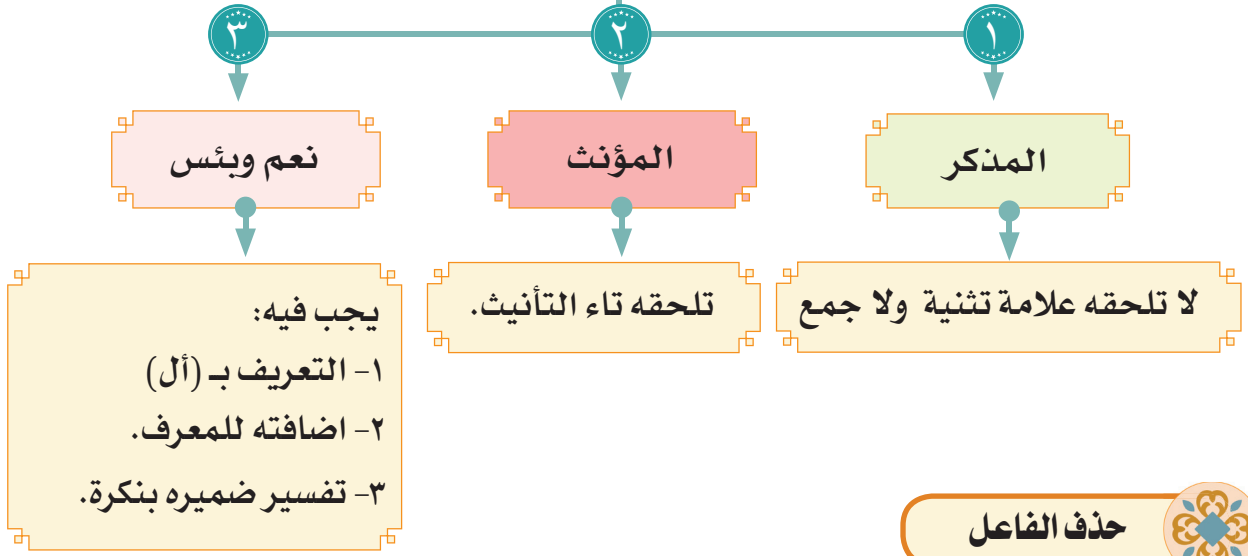 ١
٢
٣
المذكر
المؤنث
نعم وبئس
لا تلحقه علامة تثنية ولا جمع
تلحقه تاء التأنيث.
يجب فيه:
١- التعريف بـ (أل)
٢- اضافته للمعرف.
٣- تفسير ضميره بنكرة.
حذف الفاعل